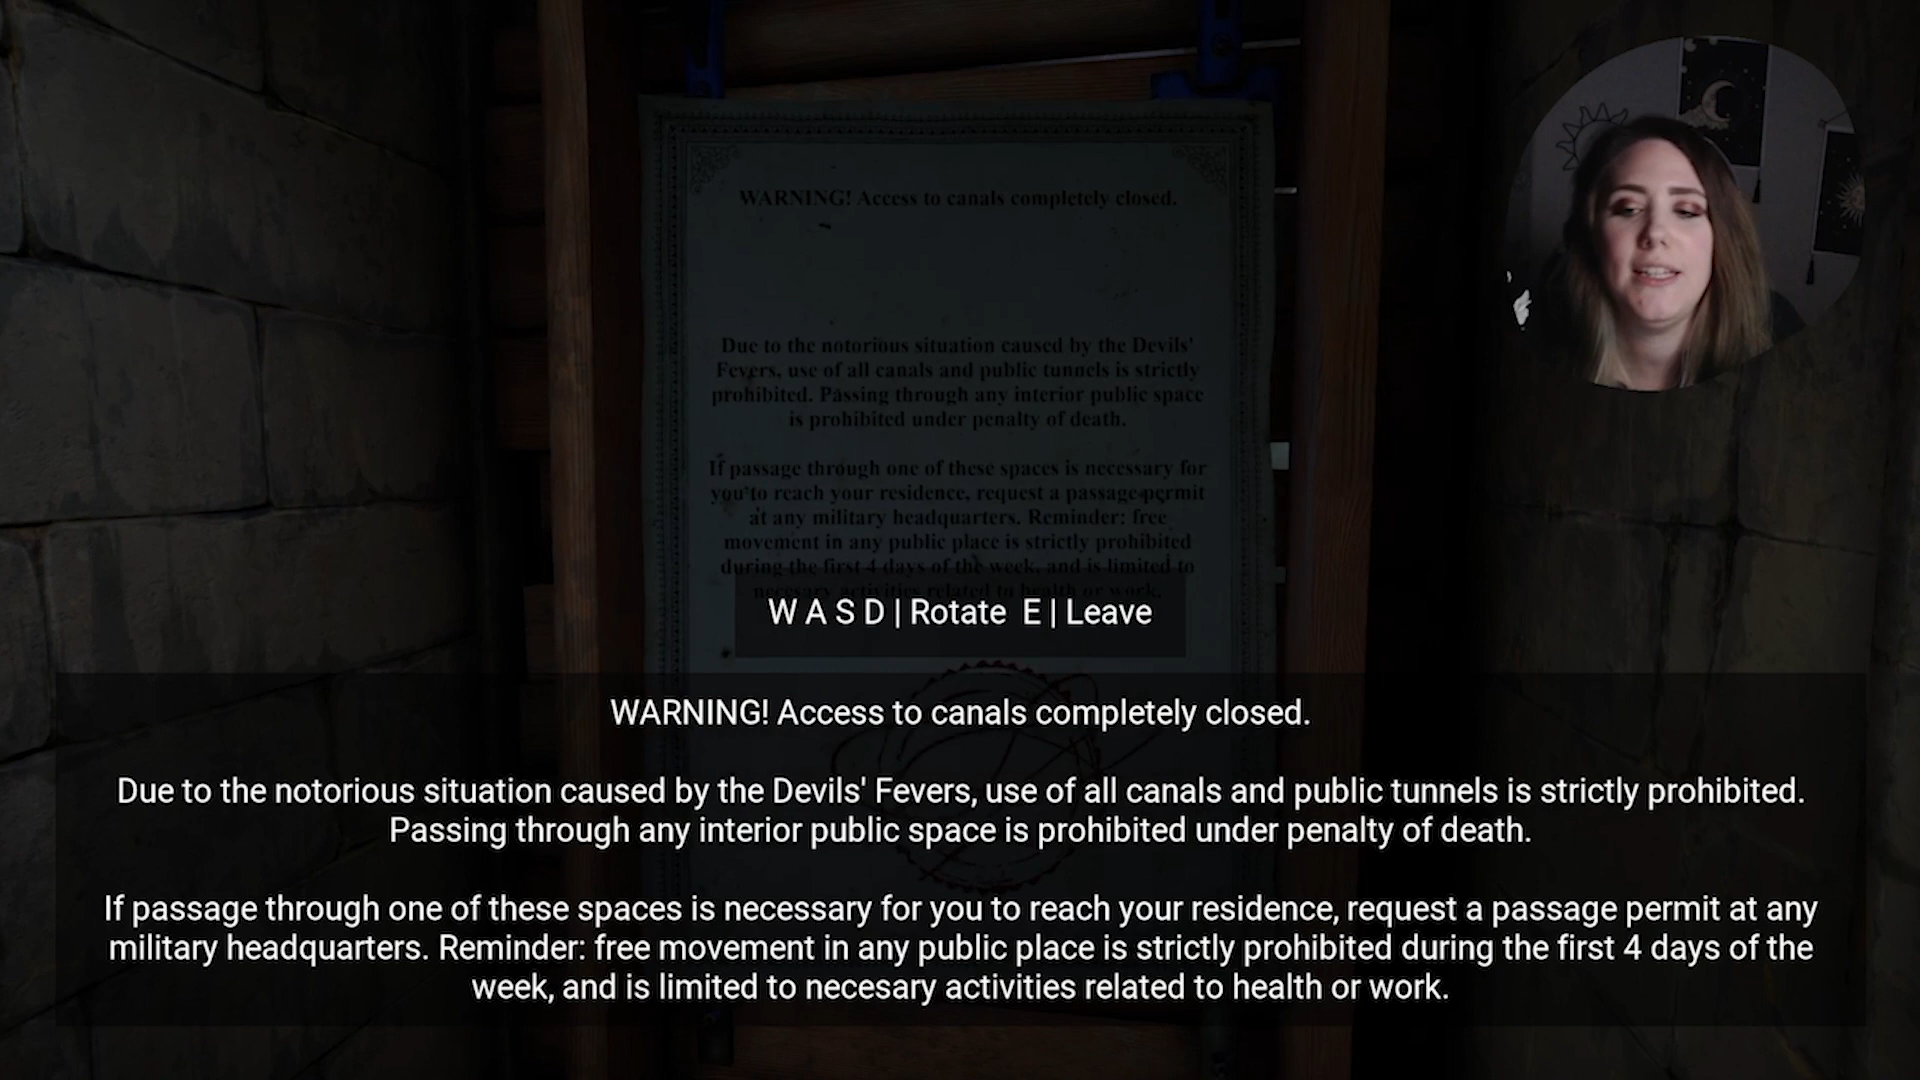 WARNING! Access to canals completely closed.
Due to the notorious situation caused by the Devils'
Fevers, use of all canals and public tunnels is strictly
prohibited. Passing through any interior public space
is prohibited under penalty of death.
If passage through one of these spaces is necessary for
you to reach your residence, request a passage permit
at any military headquarters. Reminder: free
movement in any public place is strictly prohibited
during the first 4 days of the week, and is limited to
necesary activities related to health or work.
W A S D | Rotate E | Leave
WARNING! Access to canals completely closed.
Due to the notorious situation caused by the Devils' Fevers, use of all canals and public tunnels is strictly prohibited.
Passing through any interior public space is prohibited under penalty of death.
If passage through one of these spaces is necessary for you to reach your residence, request a passage permit at any
military headquarters. Reminder: free movement in any public place is strictly prohibited during the first 4 days of the
week, and is limited to necesary activities related to health or work.